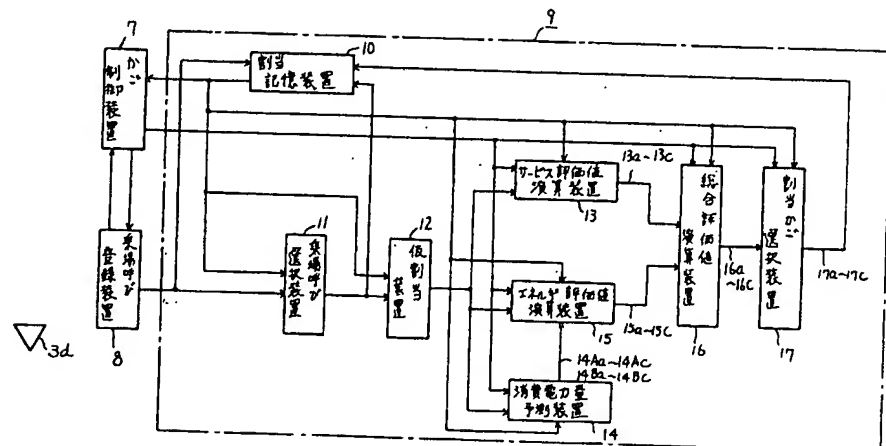 9
7
かご
制御装置
10
割当
記憶装置
13a~13c
サービス評価値
演算装置
13
総合評価値
演算装置
16
割当かご
選択装置
17
16a
~16c
17a~17c
12
仮割当
装置
11
乗場呼び
選択装置
乗場呼び
登録装置
8
3d
エネルギ評価値
演算装置
15
15a~15c
14Aa~14Ac
14Ba~14Bc
消費電力量
予測装置
14